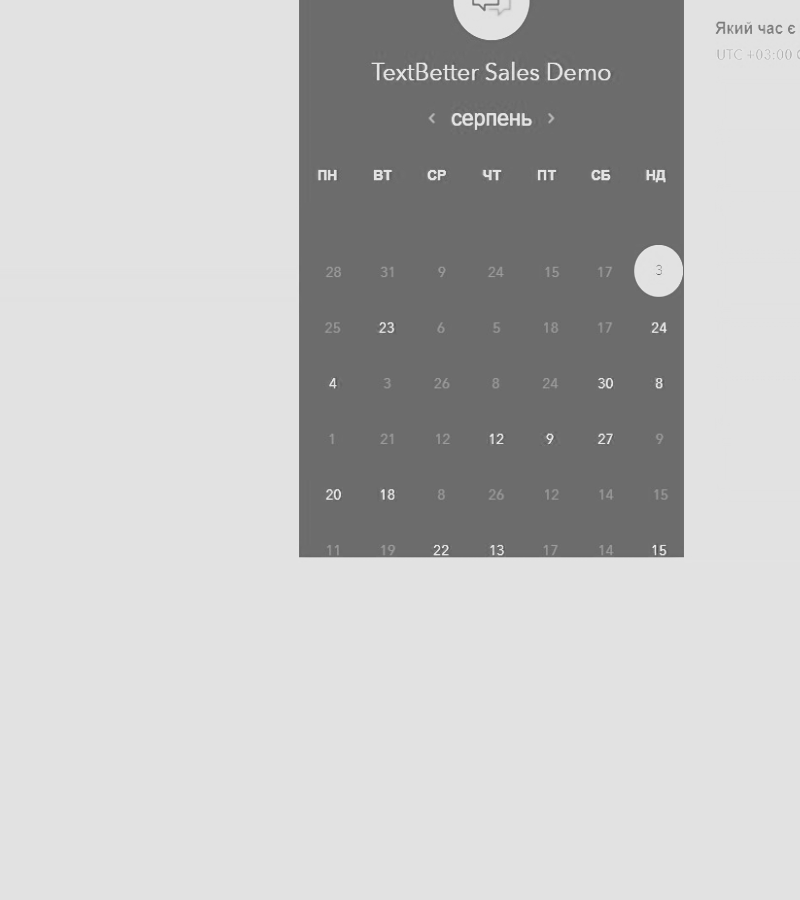 Який час є
UTC +03:00
TextBetter Sales Demo
‹ серпень ›
ПН ВТ СР ЧТ ПТ СБ НД
28 31 9 24 15 17 3
25 23 6 5 18 17 24
4 3 26 8 24 30 8
1 21 12 12 9 27 9
20 18 8 26 12 14 15
11 19 22 13 17 14 15